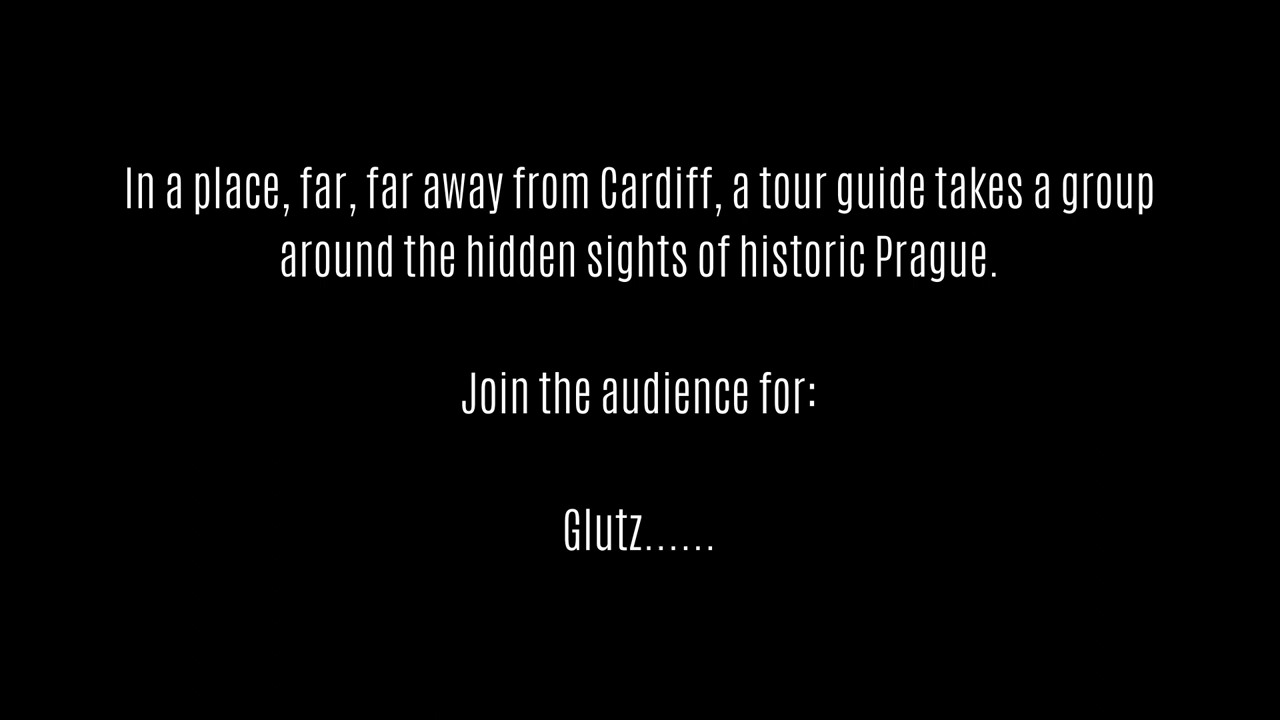 In a place, far, far away from Cardiff, a tour guide takes a group
around the hidden sights of historic Prague.
Join the audience for:
Glutz......